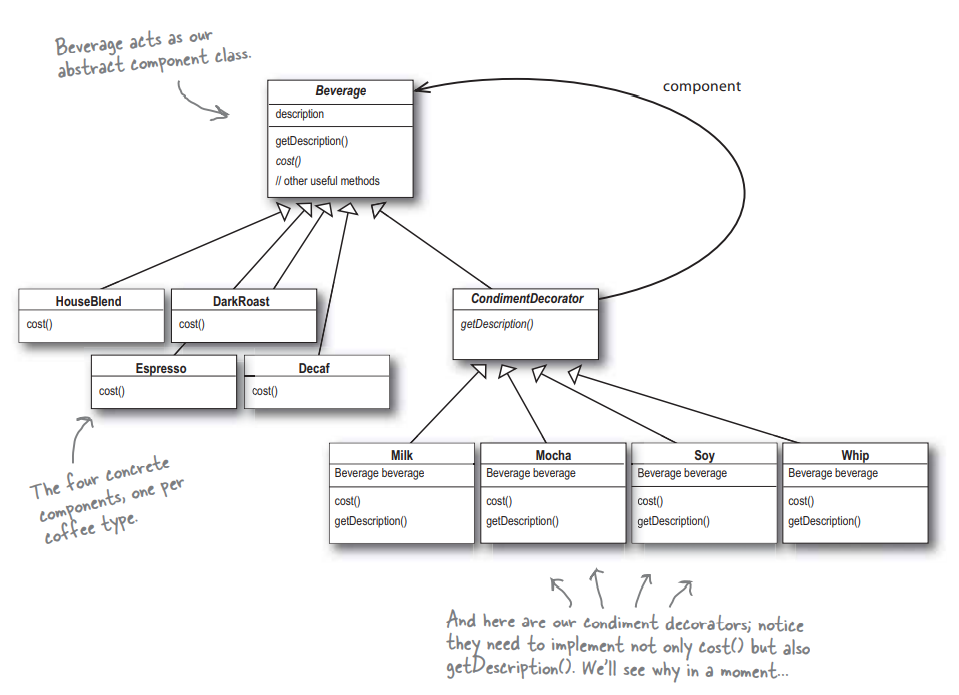 Beverage acts as our
abstract component class.
component
Beverage
description
getDescription()
cost()
// other useful methods
HouseBlend
cost()
DarkRoast
cost()
CondimentDecorator
getDescription()
Espresso
cost()
Decaf
cost()
The four concrete
components, one per
coffee type.
Milk
Beverage beverage
cost()
getDescription()
Mocha
Beverage beverage
cost()
getDescription()
Soy
Beverage beverage
cost()
getDescription()
Whip
Beverage beverage
cost()
getDescription()
And here are our condiment decorators; notice
they need to implement not only cost() but also
getDescription(). We'll see why in a moment...